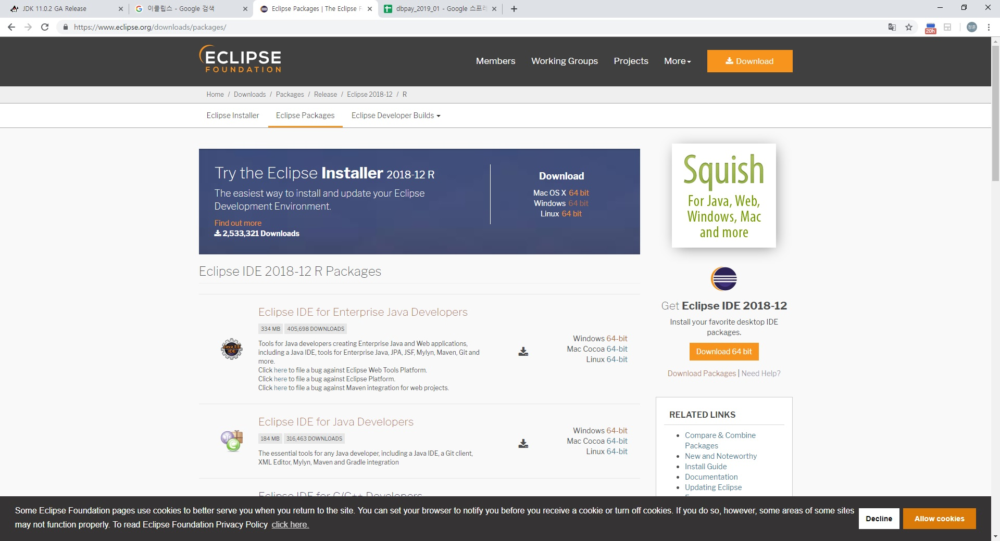 JDK 11.0.2 GA Release
이클립스 - Google 검색
Eclipse Packages | The Eclipse F
dbpay_2019_01 - Google 스프레
https://www.eclipse.org/downloads/packages/
20h
정훈
ECLIPSE
FOUNDATION
Members
Working Groups
Projects
More
Download
Home / Downloads / Packages / Release / Eclipse 2018-12 / R
Eclipse Installer
Eclipse Packages
Eclipse Developer Builds
Try the Eclipse Installer 2018-12 R
The easiest way to install and update your Eclipse
Development Environment.
Find out more
2,533,321 Downloads
Download
Mac OS X 64 bit
Windows 64 bit
Linux 64 bit
Squish
For Java, Web,
Windows, Mac
and more
Eclipse IDE 2018-12 R Packages
Java EE
IDE
Eclipse IDE for Enterprise Java Developers
334 MB 405,698 DOWNLOADS
Tools for Java developers creating Enterprise Java and Web applications,
including a Java IDE, tools for Enterprise Java, JPA, JSF, Mylyn, Maven, Git and
more.
Click here to file a bug against Eclipse Web Tools Platform.
Click here to file a bug against Eclipse Platform.
Click here to file a bug against Maven integration for web projects.
Windows 64-bit
Mac Cocoa 64-bit
Linux 64-bit
J
C
Eclipse IDE for Java Developers
184 MB 316,463 DOWNLOADS
The essential tools for any Java developer, including a Java IDE, a Git client,
XML Editor, Mylyn, Maven and Gradle integration
Windows 64-bit
Mac Cocoa 64-bit
Linux 64-bit
Eclipse IDE for C/C++ Developers
Get Eclipse IDE 2018-12
Install your favorite desktop IDE
packages.
Download 64 bit
Download Packages | Need Help?
RELATED LINKS
Compare & Combine
Packages
New and Noteworthy
Install Guide
Documentation
Updating Eclipse
Some Eclipse Foundation pages use cookies to better serve you when you return to the site. You can set your browser to notify you before you receive a cookie or turn off cookies. If you do so, however, some areas of some sites
may not function properly. To read Eclipse Foundation Privacy Policy click here.
Decline
Allow cookies